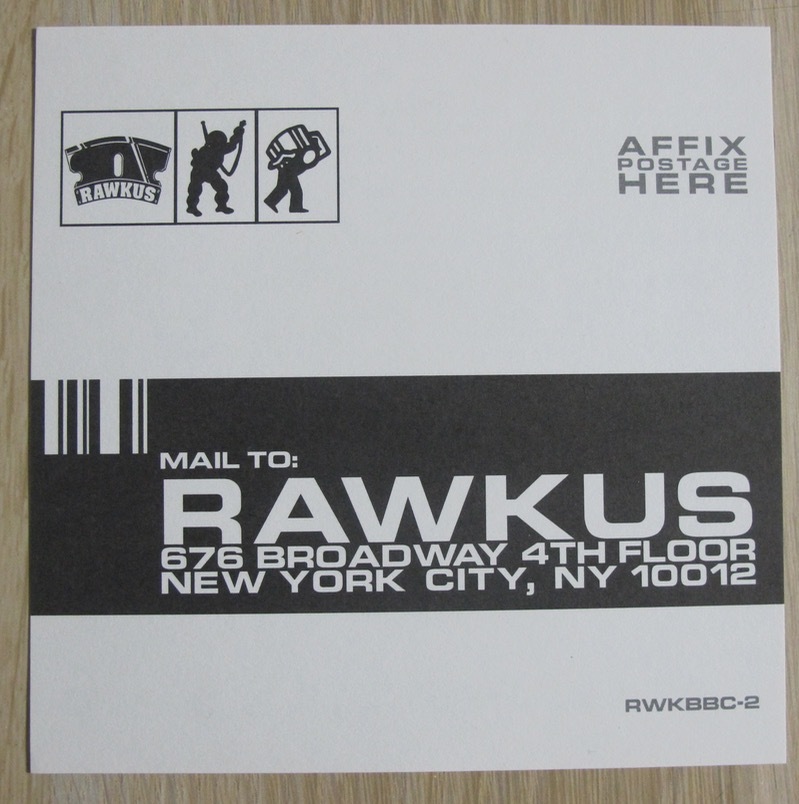 RAWKUS
AFFIX
POSTAGE
HERE
MAIL TO:
RAWKUS
676 BROADWAY 4TH FLOOR
NEW YORK CITY, NY 10012
RWKBBC-2